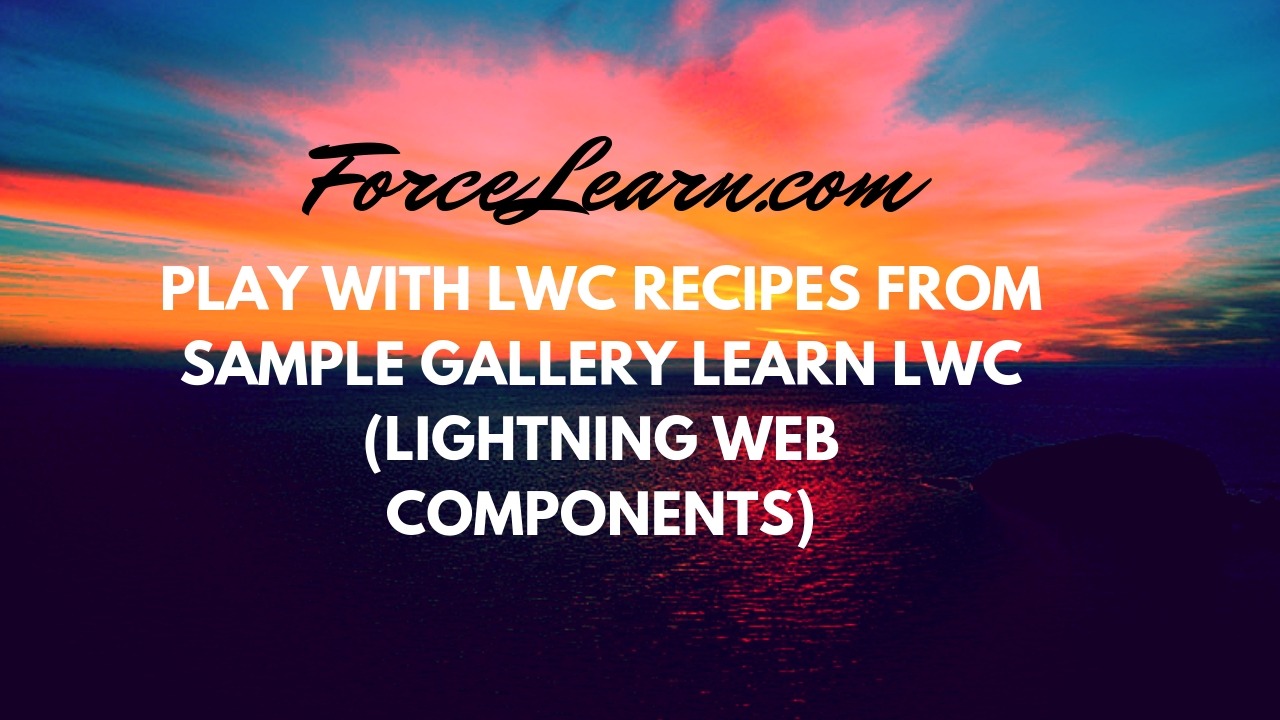 ForceLearn.com
PLAY WITH LWC RECIPES FROM
SAMPLE GALLERY LEARN LWC
(LIGHTNING WEB
COMPONENTS)